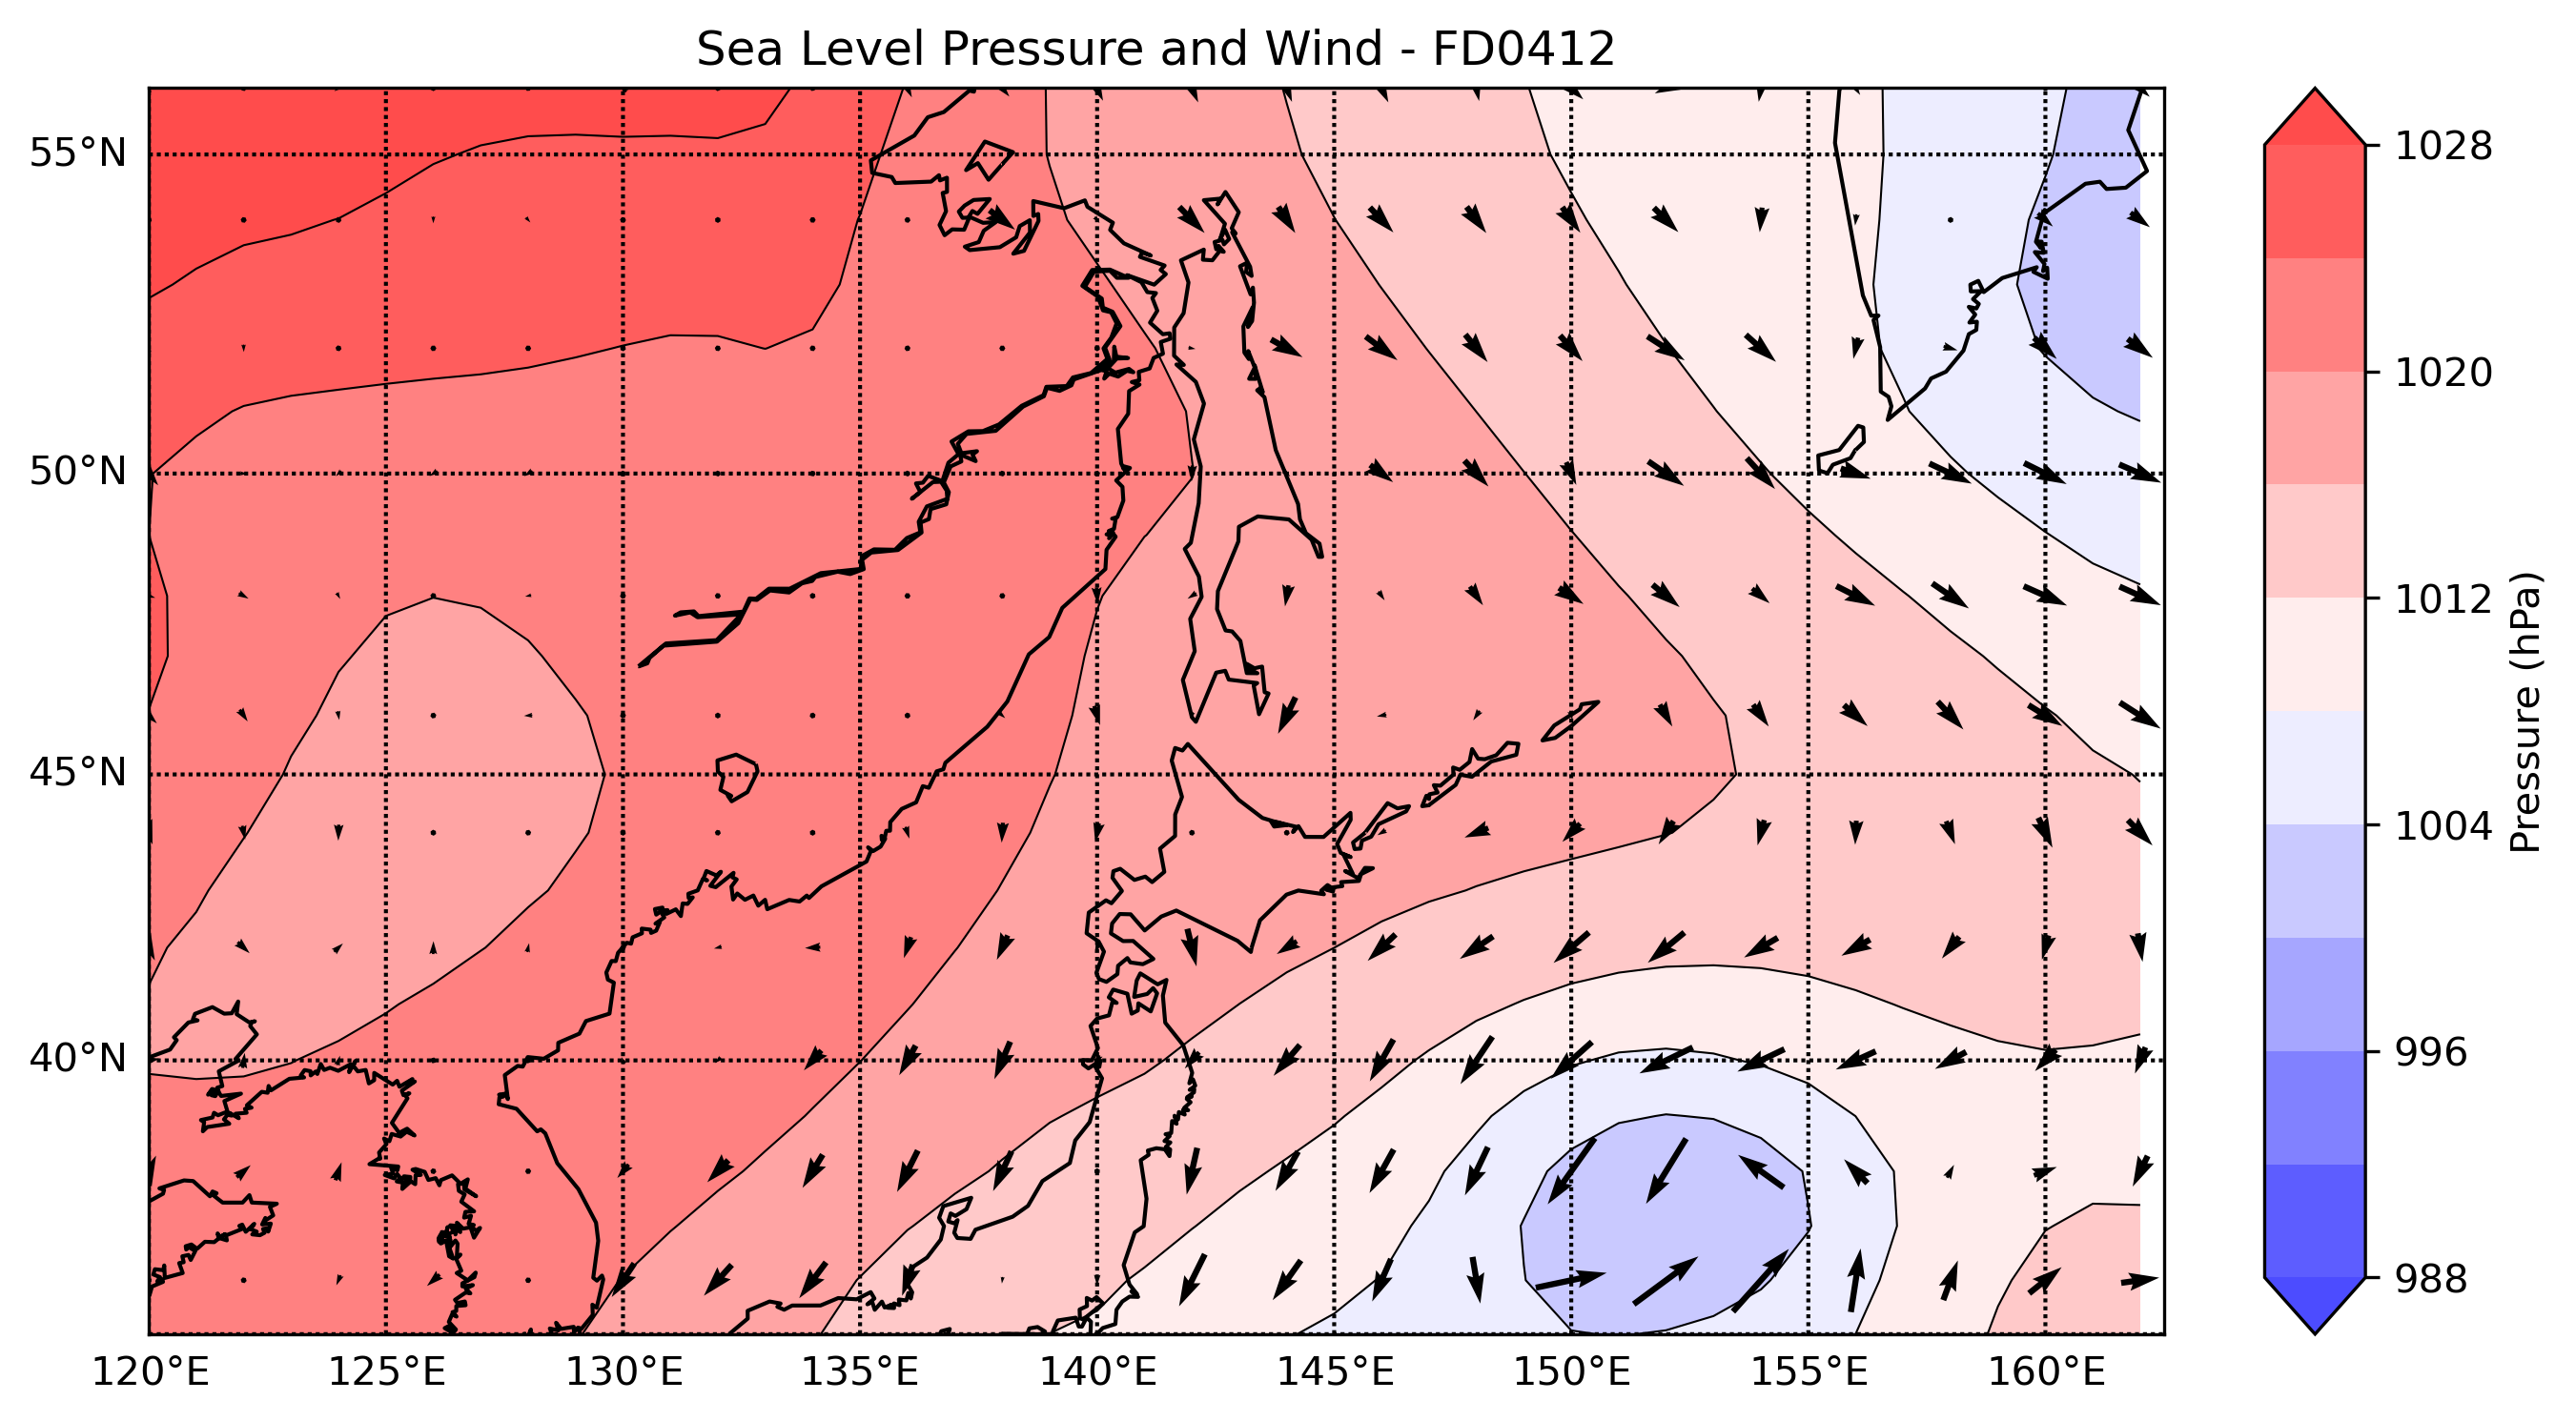 Sea Level Pressure and Wind - FD0412
55°N
50°N
45°N
40°N
120°E 125°E 130°E 135°E 140°E 145°E 150°E 155°E 160°E
1028
1020
1012
1004
996
988
Pressure (hPa)